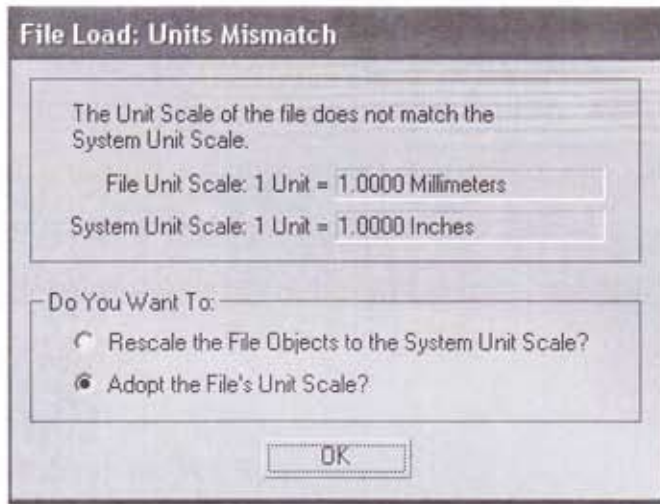 File Load: Units Mismatch
The Unit Scale of the file does not match the
System Unit Scale.
File Unit Scale: 1 Unit = 1.0000 Millimeters
System Unit Scale: 1 Unit = 1.0000 Inches
Do You Want To:
Rescale the File Objects to the System Unit Scale?
Adopt the File's Unit Scale?
OK